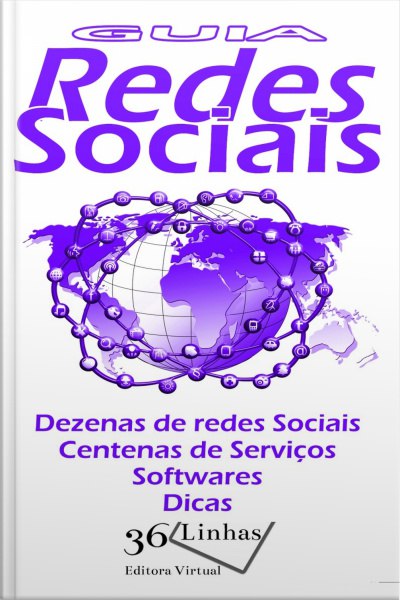 GUIA
Redes
Sociais
Dezenas de redes Sociais
Centenas de Serviços
Softwares
Dicas
36 Linhas
Editora Virtual